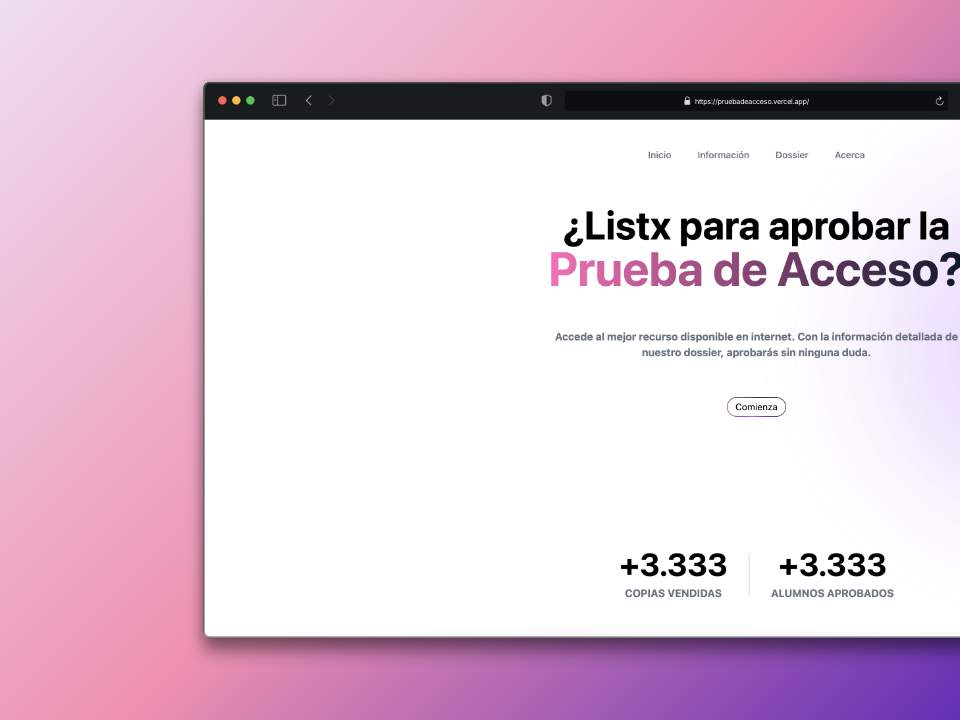 https://pruebadeacceso.vercel.app/
Inicio Información Dossier Acerca
¿Listx para aprobar la
Prueba de Acceso?
Accede al mejor recurso disponible en internet. Con la información detallada de
nuestro dossier, aprobarás sin ninguna duda.
Comienza
+3.333 +3.333
COPIAS VENDIDAS ALUMNOS APROBADOS